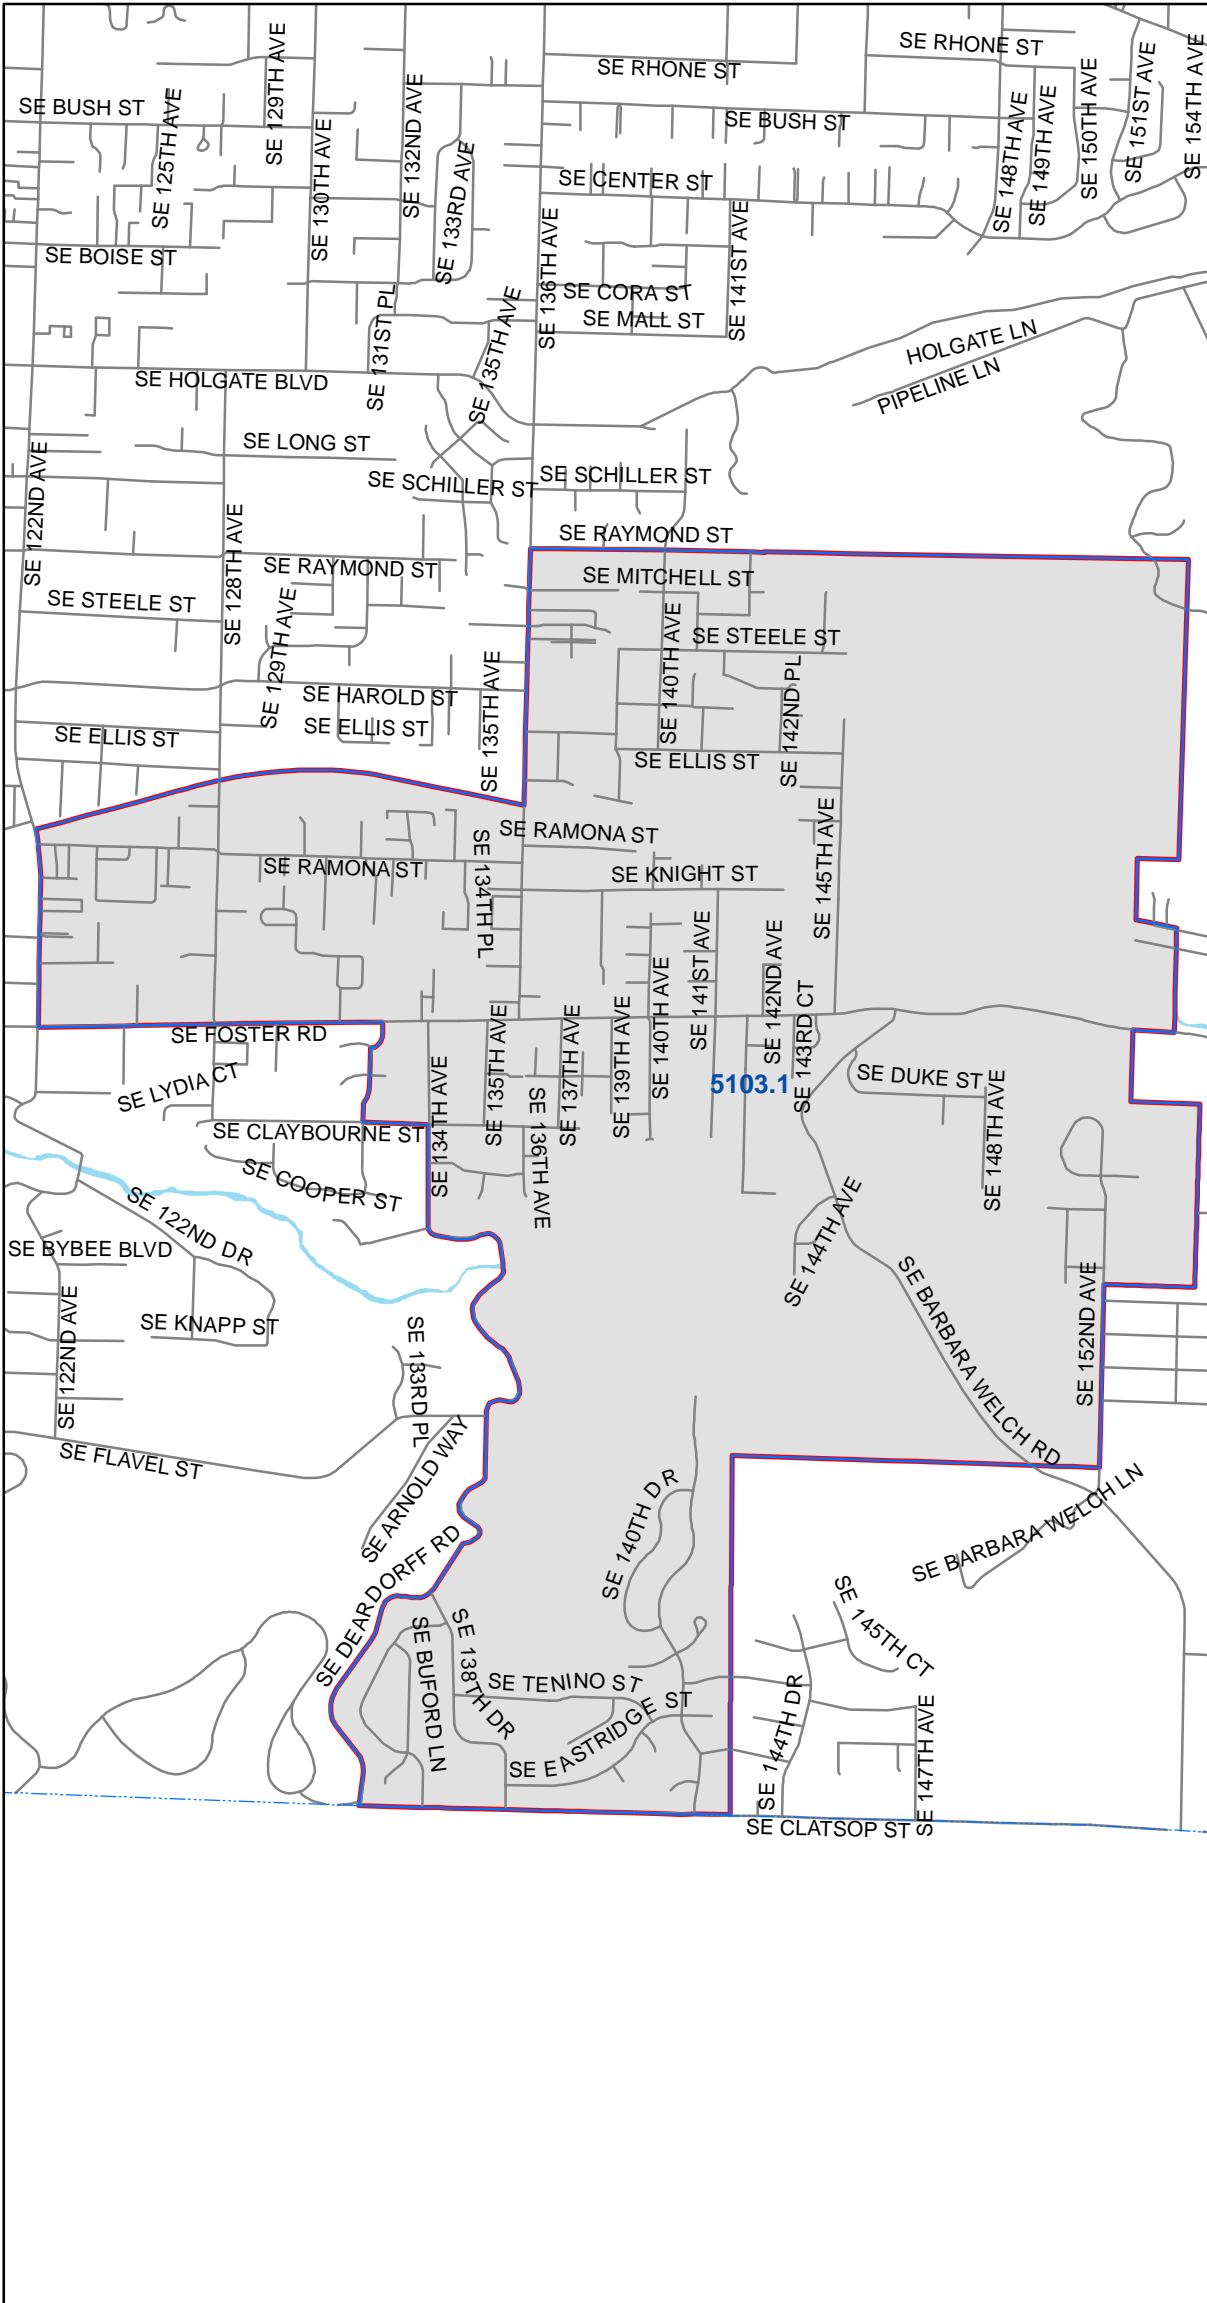 SE RHONE ST
SE RHONE ST
SE 129TH AVE
SE 154TH AVE
SE 151ST AVE
SE 150TH AVE
SE 132ND AVE
SE BUSH ST
SE 125TH AVE
SE 149TH AVE
SE 148TH AVE
SE BUSH ST
SE 130TH AVE
SE 133RD AVE
SE CENTER ST
SE 136TH AVE
SE 141ST AVE
SE BOISE ST
SE CORA ST
SE MALL ST
SE 131ST PL
SE 135TH AVE
HOLGATE LN
SE HOLGATE BLVD
PIPELINE LN
SE LONG ST
SE 122ND AVE
SE SCHILLER ST
SE SCHILLER ST
SE 128TH AVE
SE RAYMOND ST
SE RAYMOND ST
SE MITCHELL ST
SE STEELE ST
SE 129TH AVE
SE 140TH AVE
SE STEELE ST
SE 135TH AVE
SE 142ND PL
SE HAROLD ST
SE ELLIS ST
SE ELLIS ST
SE ELLIS ST
SE 145TH AVE
SE RAMONA ST
SE 134TH PL
SE RAMONA ST
SE KNIGHT ST
SE 141ST AVE
SE 142ND AVE
SE 140TH AVE
SE 143RD CT
SE 139TH AVE
SE 137TH AVE
SE 135TH AVE
SE FOSTER RD
SE 134TH AVE
SE LYDIA CT
SE 136TH AVE
5103.1
SE DUKE ST
SE 148TH AVE
SE CLAYBOURNE ST
SE COOPER ST
SE 122ND DR
SE 144TH AVE
SE BYBEE BLVD
SE BARBARA WELCH RD
SE 152ND AVE
SE 122ND AVE
SE KNAPP ST
SE 133RD PL
SE FLAVEL ST
SE ARNOLD WAY
SE 140TH DR
SE BARBARA WELCH LN
SE DEARDORFF RD
SE 145TH CT
SE BUFORD LN
SE 138TH DR
SE TENINO ST
SE EASTRIDGE ST
SE 144TH DR
SE 147TH AVE
SE CLATSOP ST